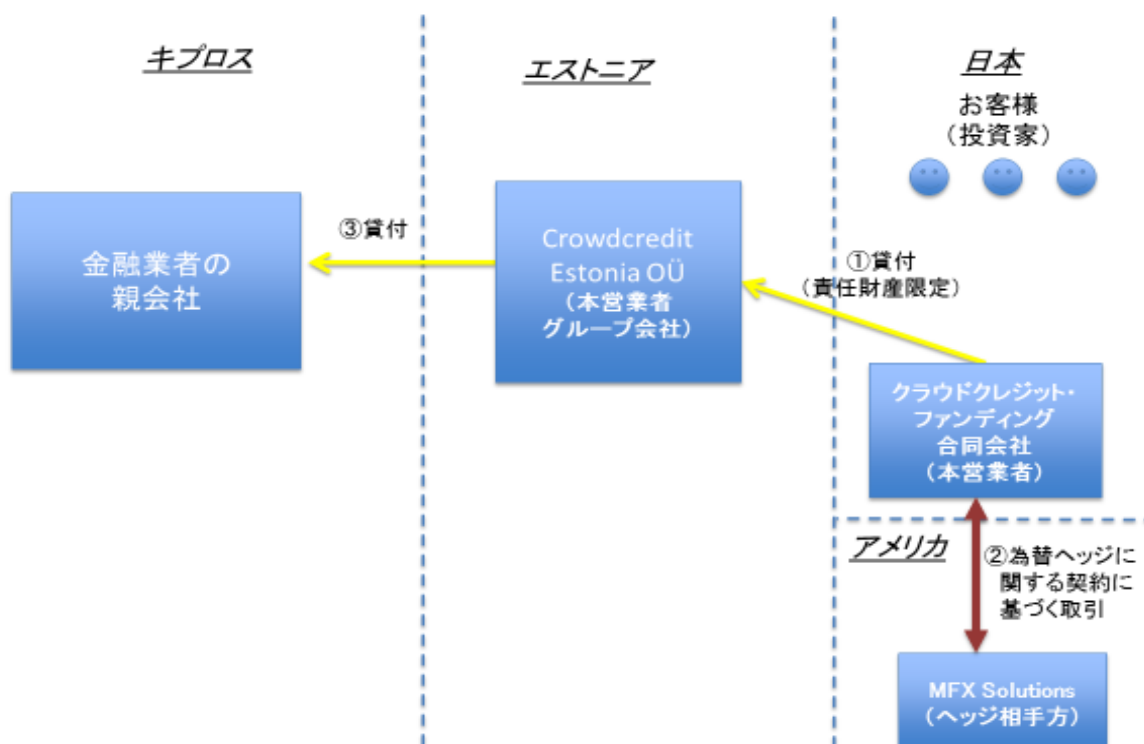 キプロス
エストニア
日本
お客様
（投資家）
金融業者の
親会社
③貸付
Crowdcredit
Estonia OÜ
（本営業者
グループ会社）
①貸付
（責任財産限定）
クラウドクレジット・
ファンディング
合同会社
（本営業者）
アメリカ
②為替ヘッジに
関する契約に
基づく取引
MFX Solutions
（ヘッジ相手方）